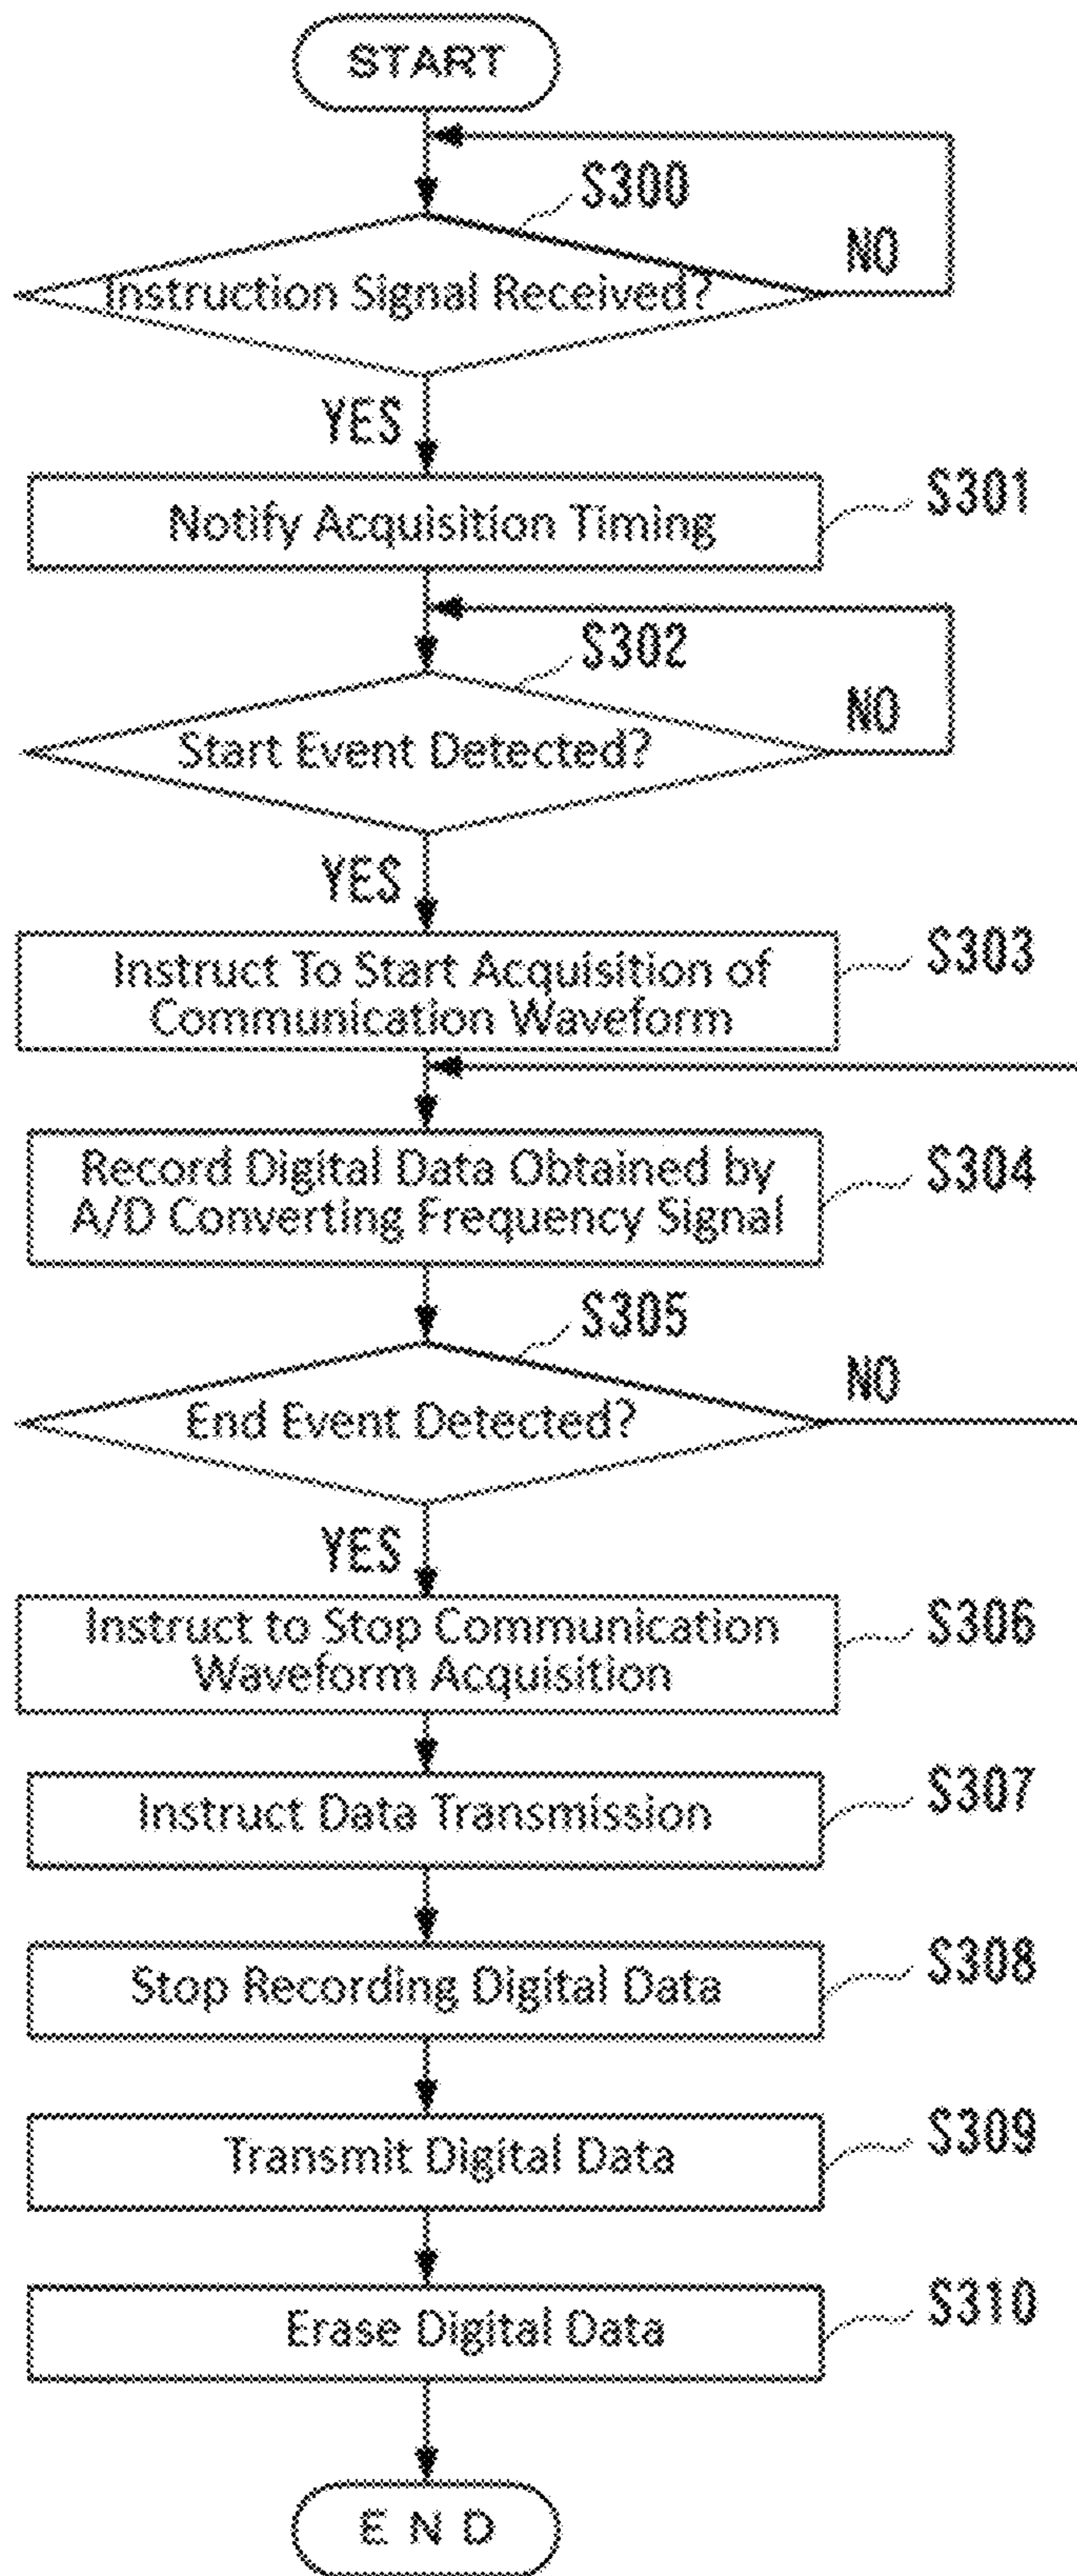 START
S300
Instruction Signal Received?
NO
YES
Notify Acquisition Timing
S301
S302
Start Event Detected?
NO
YES
Instruct To Start Acquisition of
Communication Waveform
S303
Record Digital Data Obtained by
A/D Converting Frequency Signal
S304
S305
End Event Detected?
NO
YES
Instruct to Stop Communication
Waveform Acquisition
S306
Instruct Data Transmission
S307
Stop Recording Digital Data
S308
Transmit Digital Data
S309
Erase Digital Data
S310
END